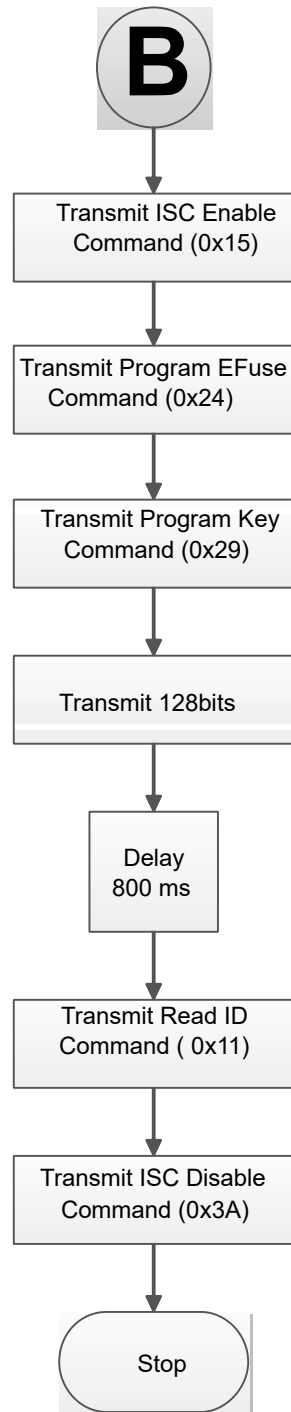 B
Transmit ISC Enable
Command (0x15)
Transmit Program EFuse
Command (0x24)
Transmit Program Key
Command (0x29)
Transmit 128bits
Delay
800 ms
Transmit Read ID
Command ( 0x11)
Transmit ISC Disable
Command (0x3A)
Stop